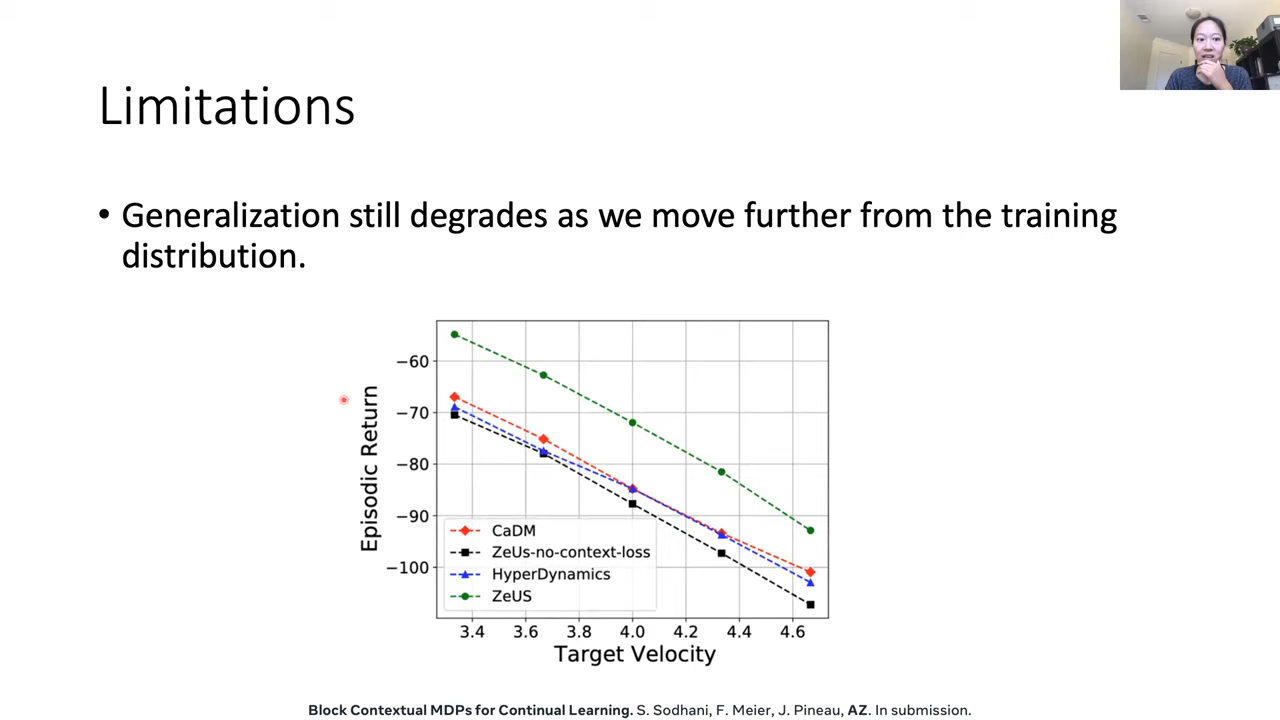 Limitations
• Generalization still degrades as we move further from the training
distribution.
Episodic Return
−60
−70
−80
−90
−100
CaDM
ZeUs-no-context-loss
HyperDynamics
ZeUS
3.4 3.6 3.8 4.0 4.2 4.4 4.6
Target Velocity
Block Contextual MDPs for Continual Learning. S. Sodhani, F. Meier, J. Pineau, AZ. In submission.